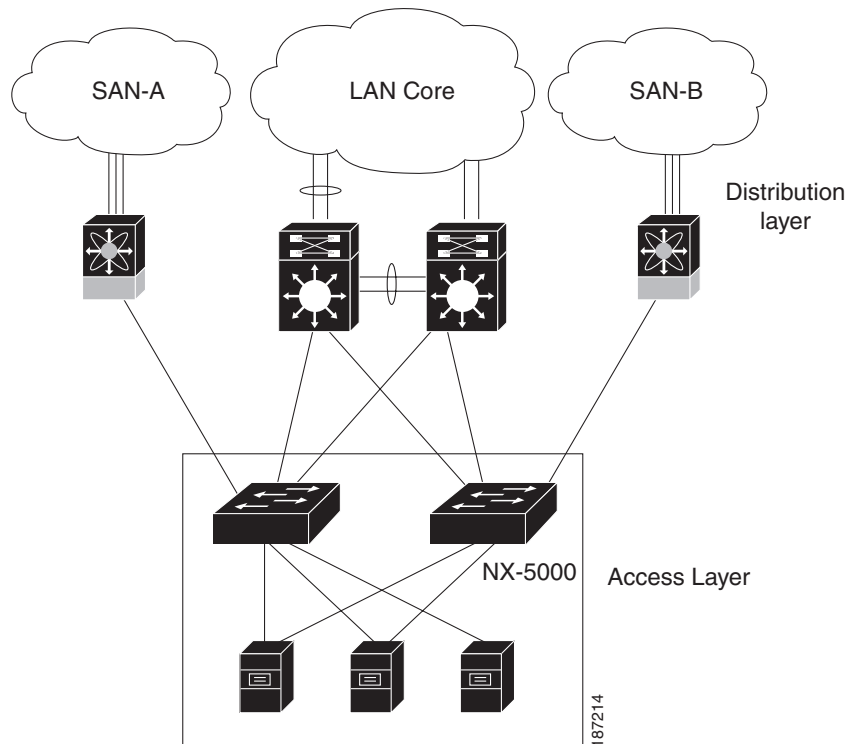 SAN-A
LAN Core
SAN-B
Distribution
layer
NX-5000
Access Layer
187214